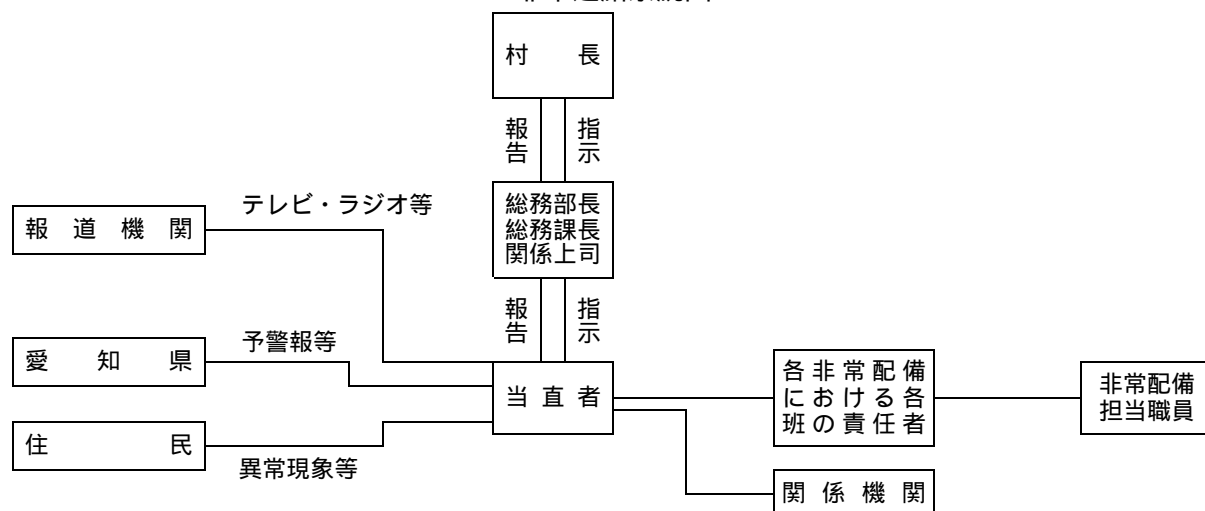 村長
報告
指示
総務部長
総務課長
関係上司
テレビ・ラジオ等
報道機関
報告
指示
予警報等
愛知県
当直者
各非常配備
における各
班の責任者
非常配備
担当職員
住民
異常現象等
関係機関